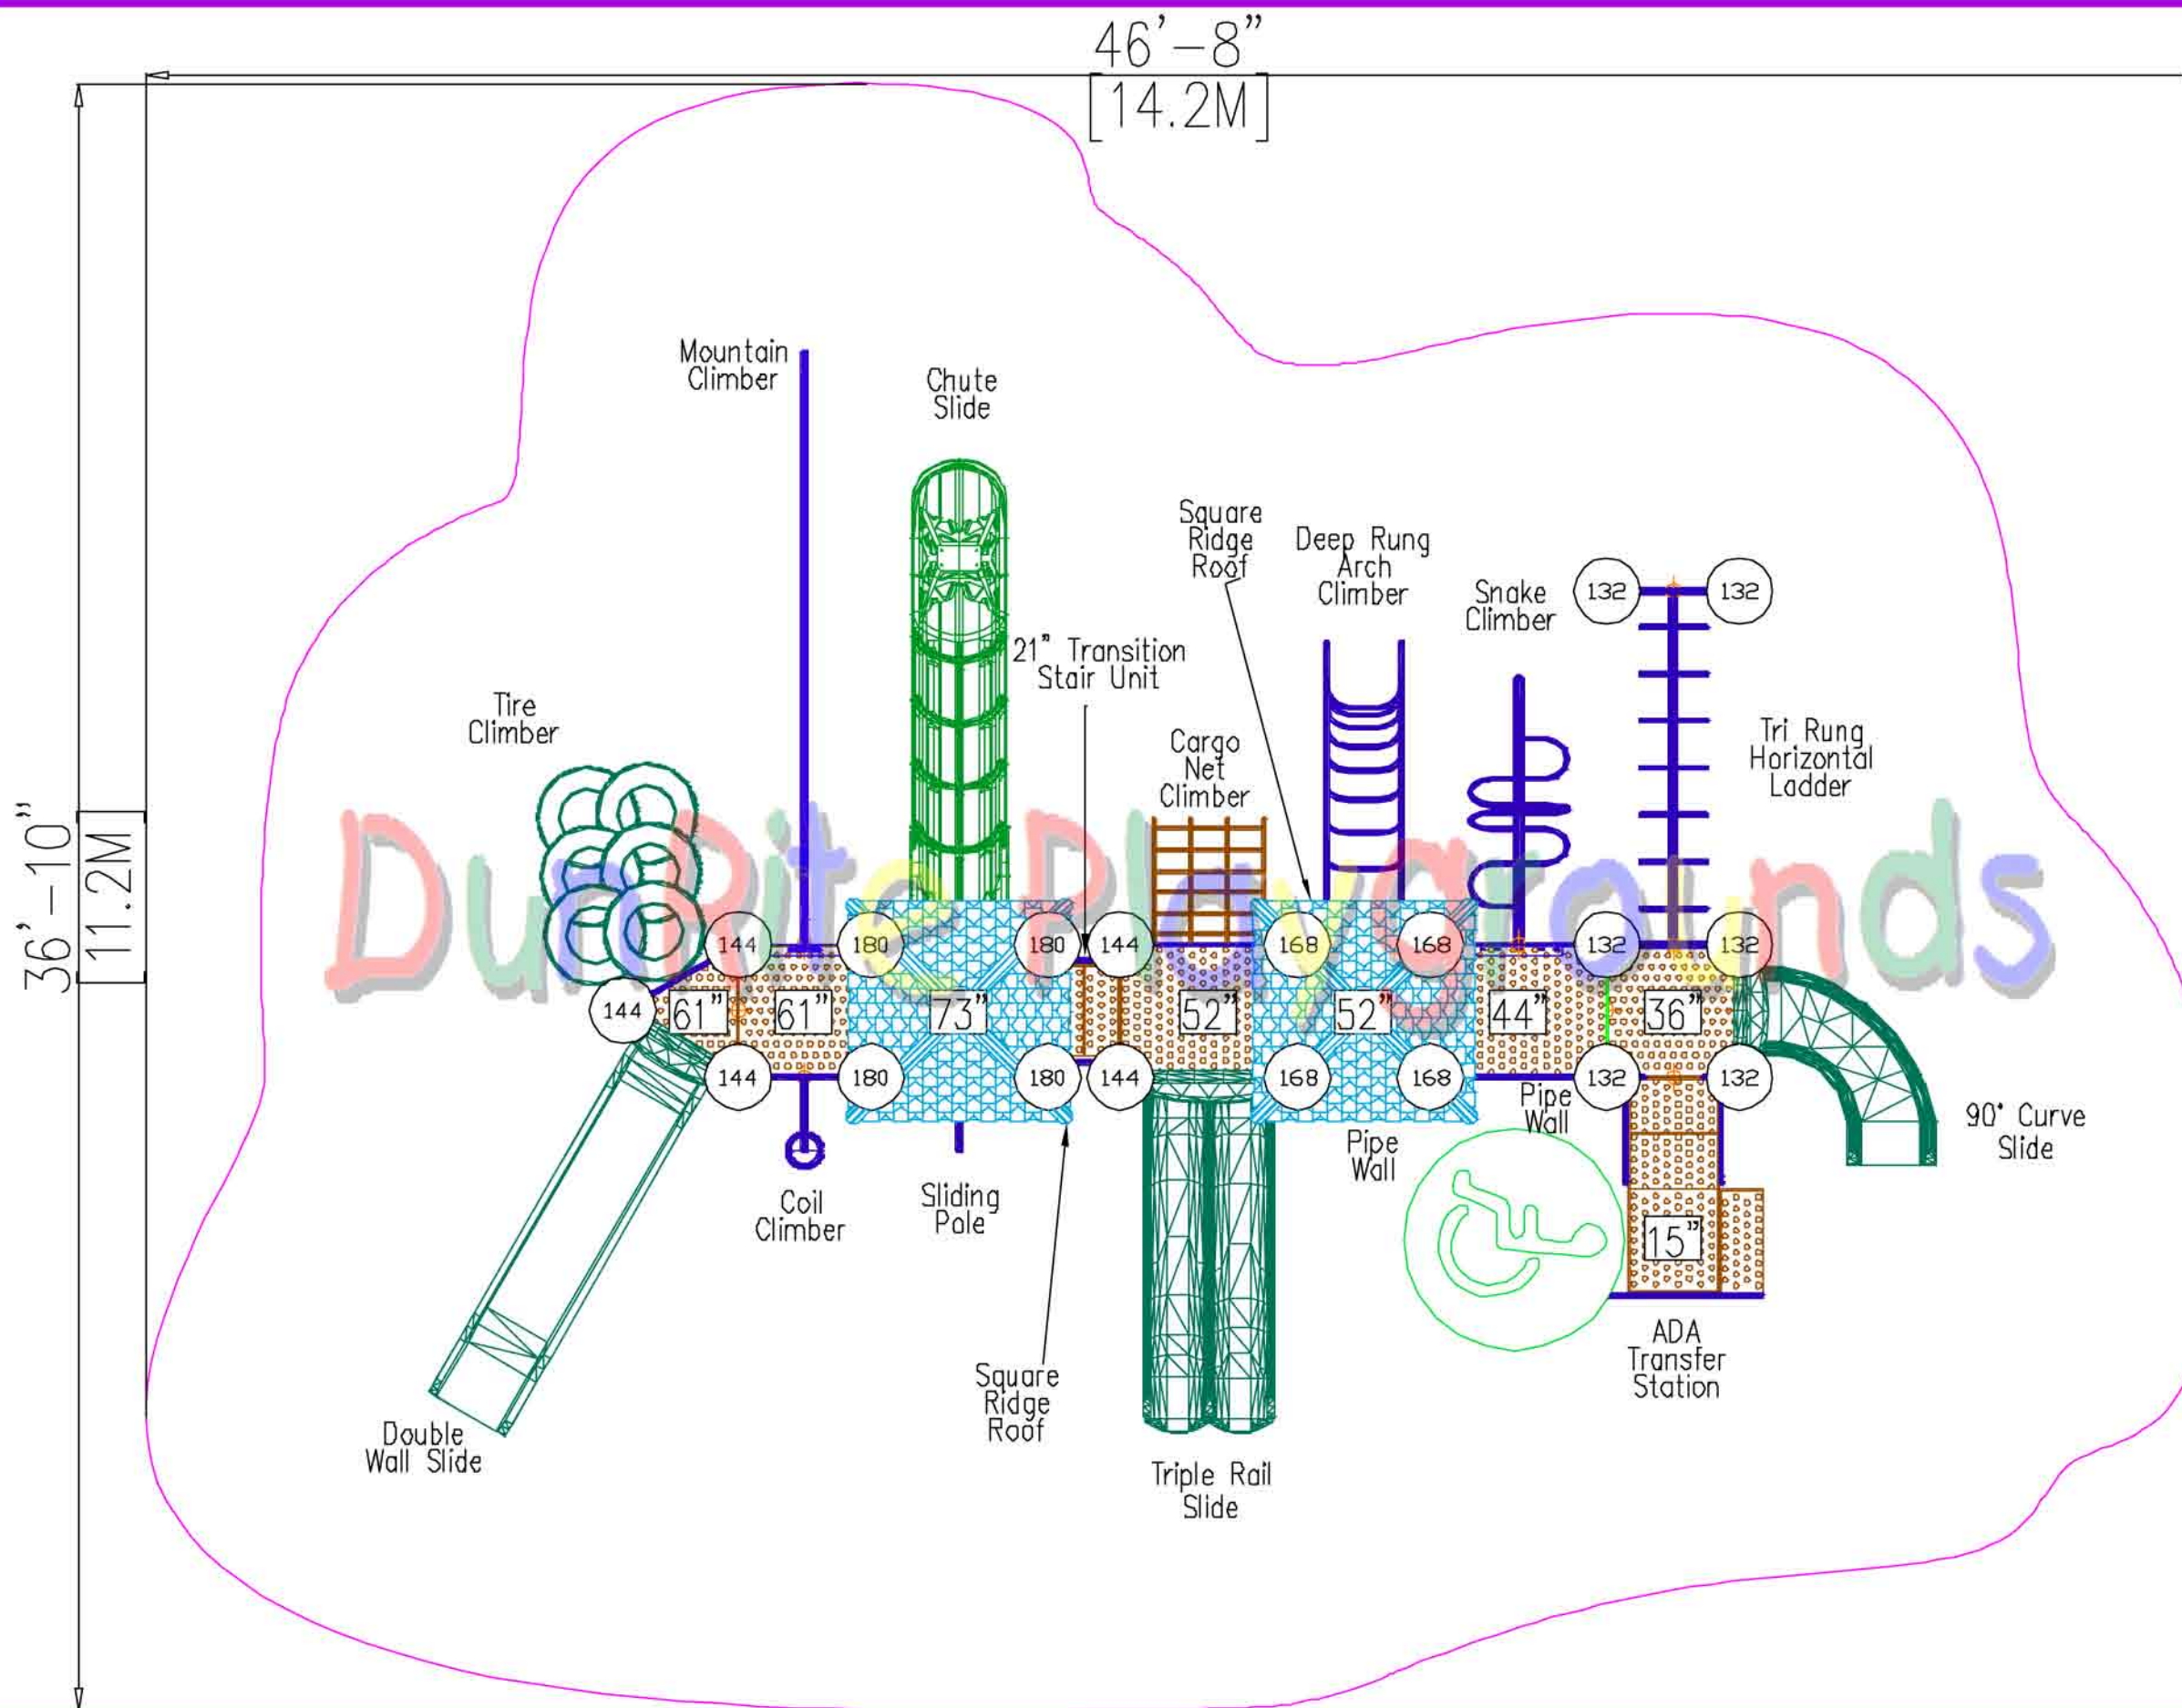 46'-8"
[14.2M]
Mountain
Climber
Chute
Slide
Square
Ridge
Roof
Deep Rung
Arch
Climber
Snake
Climber
132
132
21" Transition
Stair Unit
Tire
Climber
Cargo
Net
Climber
Tri Rung
Horizontal
Ladder
36'-10"
[11.2M]
DunRite Playgrounds
144
180
180
144
168
168
132
132
144
61"
61"
73"
52"
52"
44"
36"
144
180
180
144
168
168
132
132
Pipe
Wall
90° Curve
Slide
Pipe
Wall
Coil
Climber
Sliding
Pole
15"
ADA
Transfer
Station
Square
Ridge
Roof
Double
Wall Slide
Triple Rail
Slide